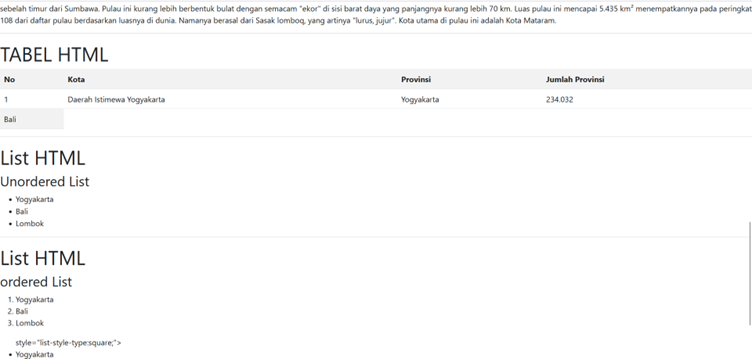 sebelah timur dari Sumbawa. Pulau ini kurang lebih berbentuk bulat dengan semacam "ekor" di sisi barat daya yang panjangnya kurang lebih 70 km. Luas pulau ini mencapai 5.435 km² menempatkannya pada peringkat
108 dari daftar pulau berdasarkan luasnya di dunia. Namanya berasal dari Sasak lomboq, yang artinya "lurus, jujur". Kota utama di pulau ini adalah Kota Mataram.
TABEL HTML
No Kota Provinsi Jumlah Provinsi
1 Daerah Istimewa Yogyakarta Yogyakarta 234.032
Bali
List HTML
Unordered List
• Yogyakarta
• Bali
• Lombok
List HTML
ordered List
1. Yogyakarta
2. Bali
3. Lombok
style="list-style-type:square;">
• Yogyakarta